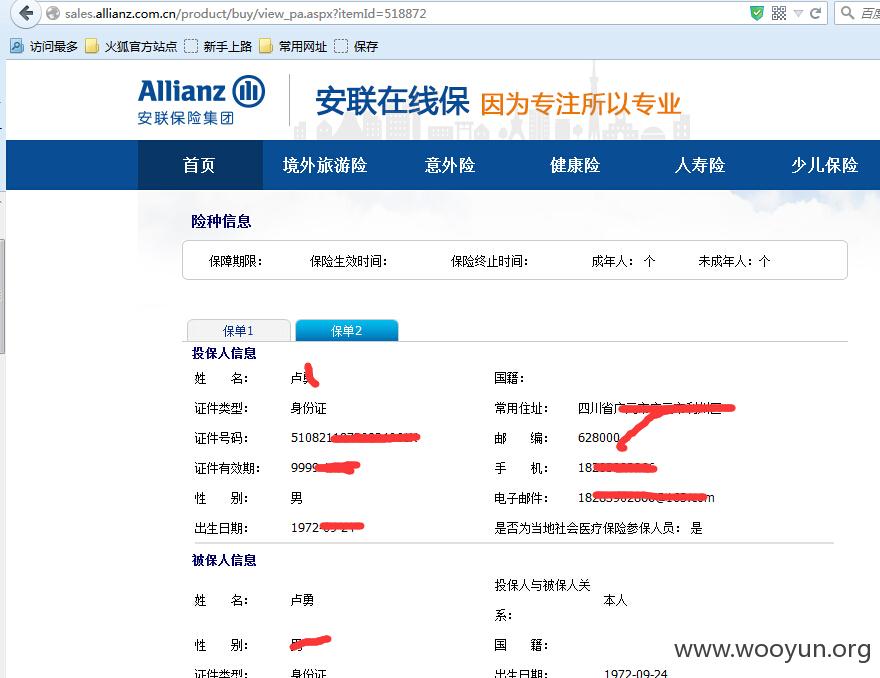 sales.allianz.com.cn/product/buy/view_pa.aspx?itemId=518872
访问最多 火狐官方站点 新手上路 常用网址 保存
Allianz
安联保险集团
安联在线保 因为专注所以专业
首页 境外旅游险 意外险 健康险 人寿险 少儿保险
险种信息
保障期限: 保险生效时间: 保险终止时间: 成年人: 个 未成年人: 个
保单1 保单2
投保人信息
姓 名: 卢 国籍:
证件类型: 身份证 常用住址: 四川省
证件号码: 510821 邮 编: 628000
证件有效期: 9999 手 机: 18
性 别: 男 电子邮件: 18
出生日期: 1972- 是否为当地社会医疗保险参保人员: 是
被保人信息
姓 名: 卢勇 投保人与被保人关系: 本人
性 别: 国 籍:
证件类型: 身份证 出生日期: 1972-09-24
www.wooyun.org